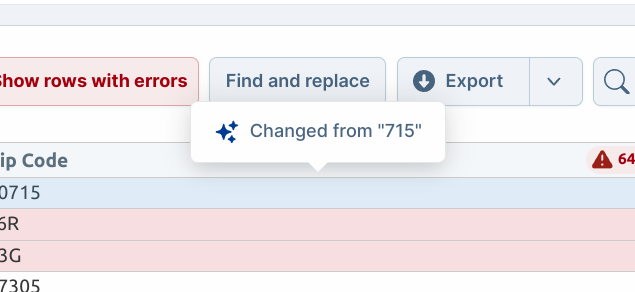 Show rows with errors
Find and replace
Export
Changed from "715"
ip Code
64
0715
6R
3G
7305